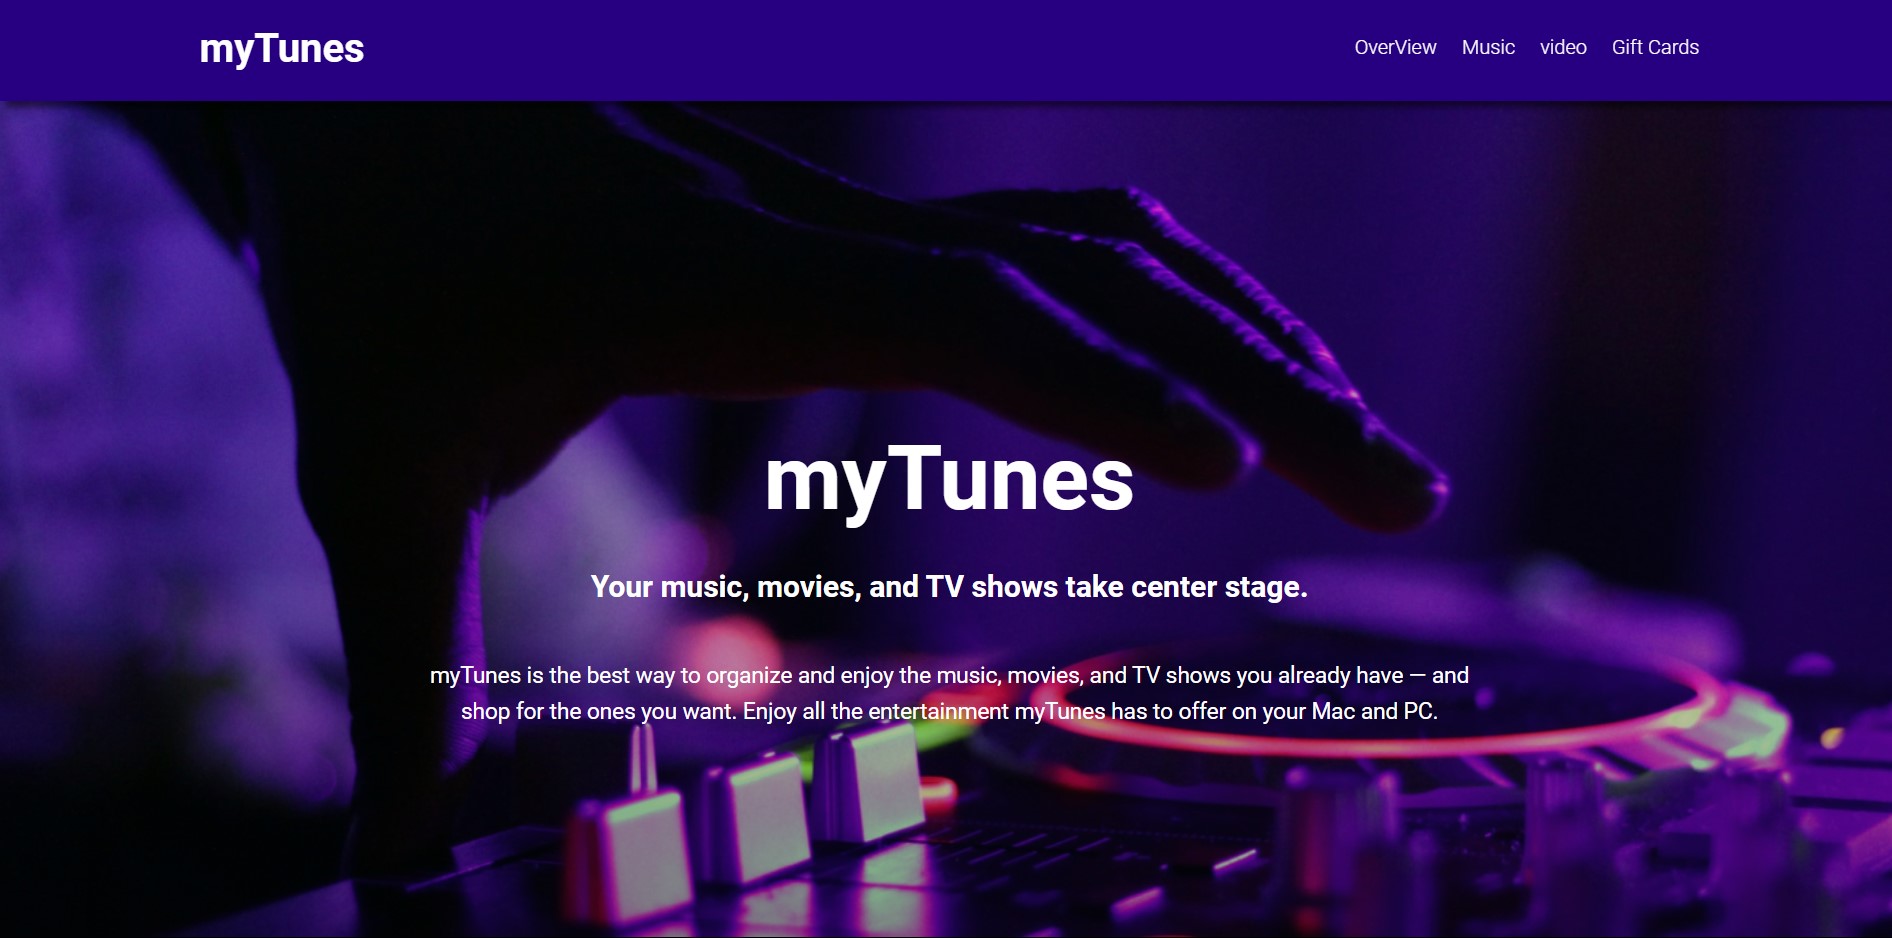 myTunes
OverView Music video Gift Cards
myTunes
Your music, movies, and TV shows take center stage.
myTunes is the best way to organize and enjoy the music, movies, and TV shows you already have — and
shop for the ones you want. Enjoy all the entertainment myTunes has to offer on your Mac and PC.